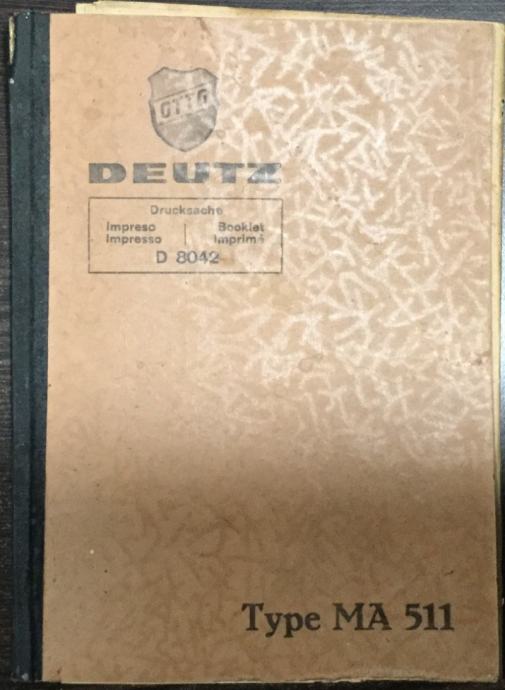 OTTO
DEUTZ
Drucksache
Impreso | Booklet
Impresso | Imprimé
D 8042
Type MA 511